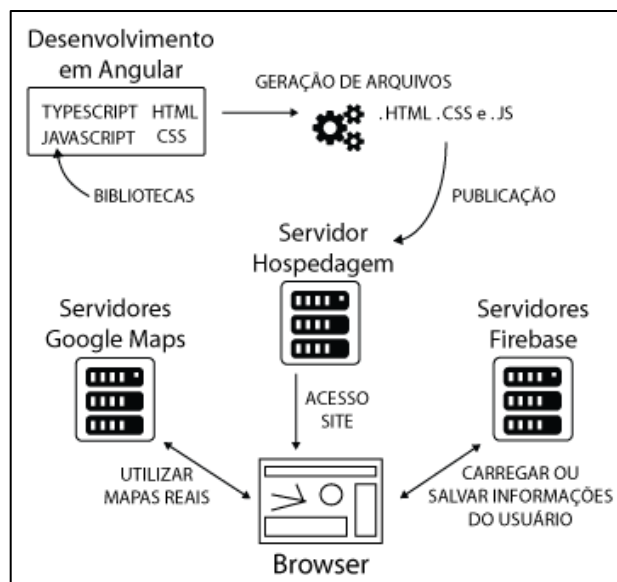 Desenvolvimento
em Angular
TYPESCRIPT HTML
JAVASCRIPT CSS
BIBLIOTECAS
GERAÇÃO DE ARQUIVOS
.HTML .CSS e .JS
PUBLICAÇÃO
Servidor
Hospedagem
Servidores
Google Maps
Servidores
Firebase
ACESSO
SITE
UTILIZAR
MAPAS REAIS
CARREGAR OU
SALVAR INFORMAÇÕES
DO USUÁRIO
Browser